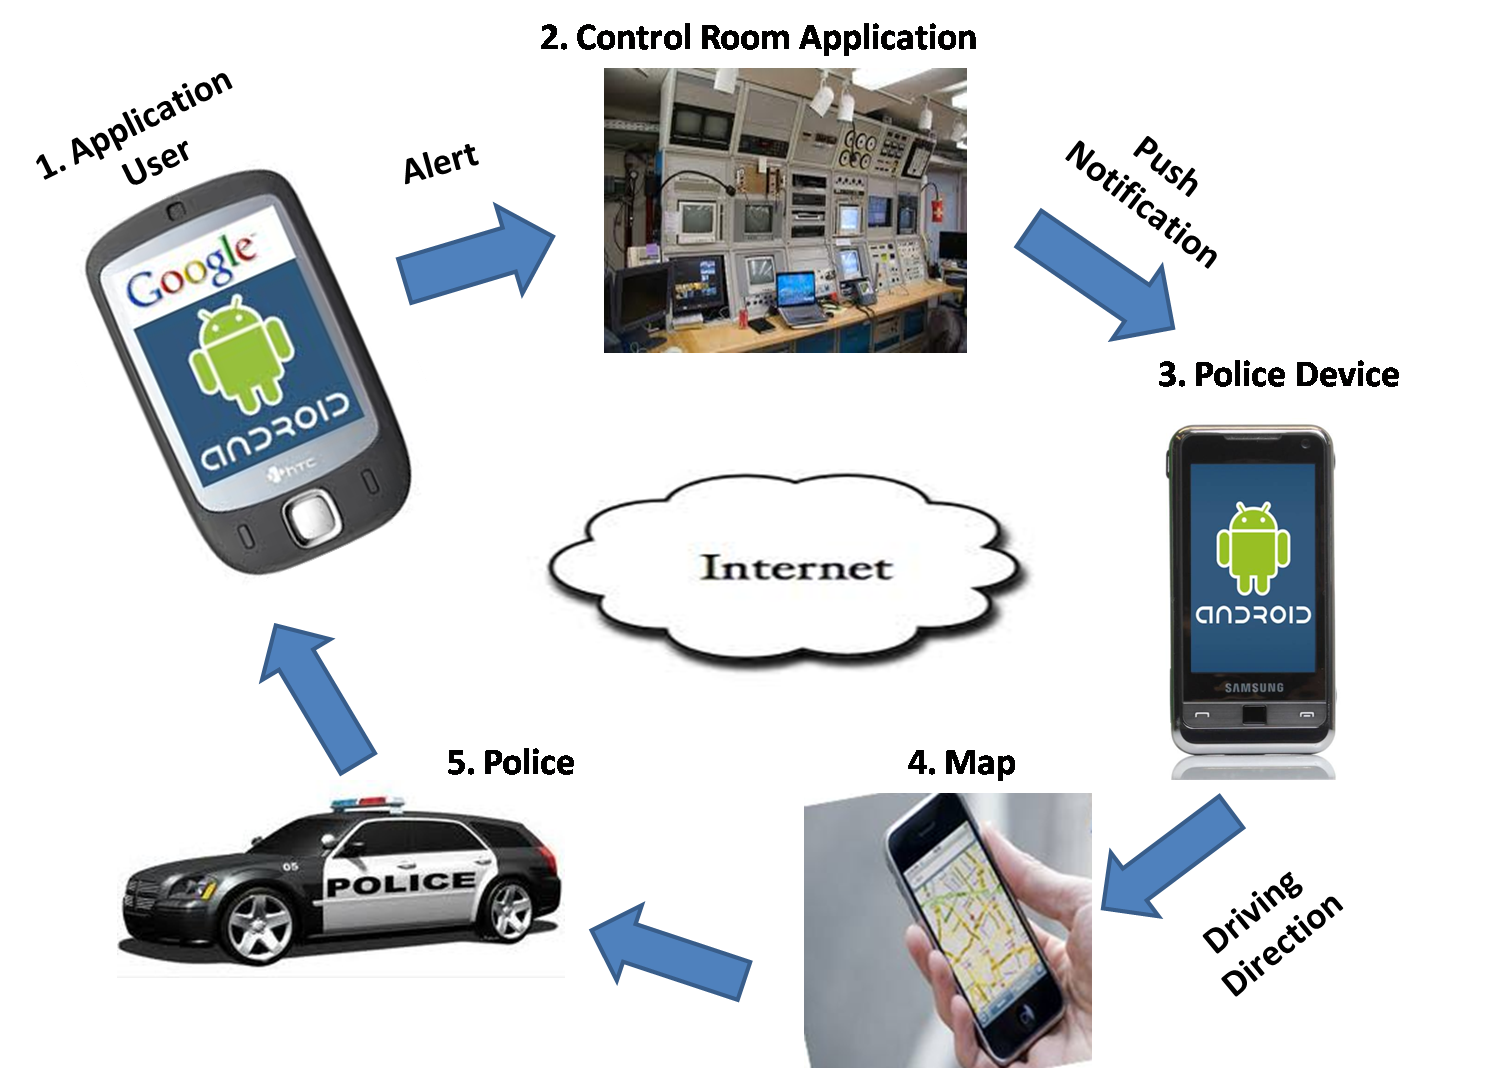 2. Control Room Application
1. Application
User
Alert
Push
Notification
Google
ANDROID
htc
3. Police Device
ANDROID
SAMSUNG
Internet
5. Police
4. Map
05
POLICE
Driving
Direction